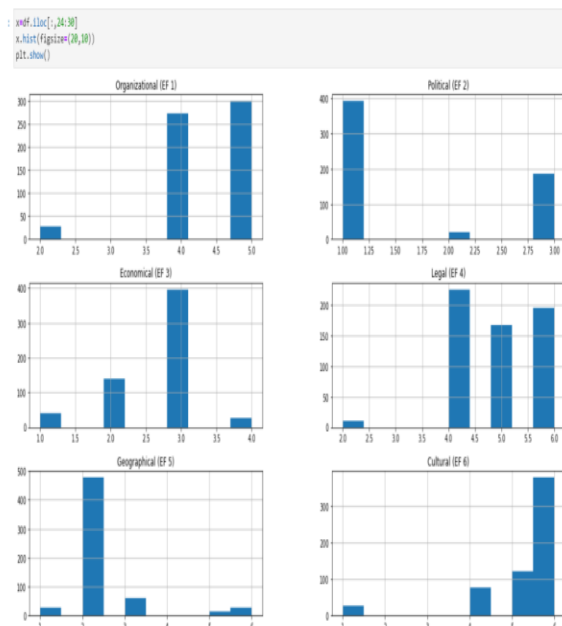 : x=df.iloc[:,24:30]
x.hist(figsize=(20,10))
plt.show()
Organizational (EF 1)
300
250
200
150
100
50
0
2.0 2.5 3.0 3.5 4.0 4.5 5.0
Political (EF 2)
400
300
200
100
0
1.00 1.25 1.50 1.75 2.00 2.25 2.50 2.75 3.00
Economical (EF 3)
400
300
200
100
0
1.0 1.5 2.0 2.5 3.0 3.5 4.0
Legal (EF 4)
200
150
100
50
0
2.0 2.5 3.0 3.5 4.0 4.5 5.0 5.5 6.0
Geographical (EF 5)
500
400
300
200
100
0
Cultural (EF 6)
300
200
100
0